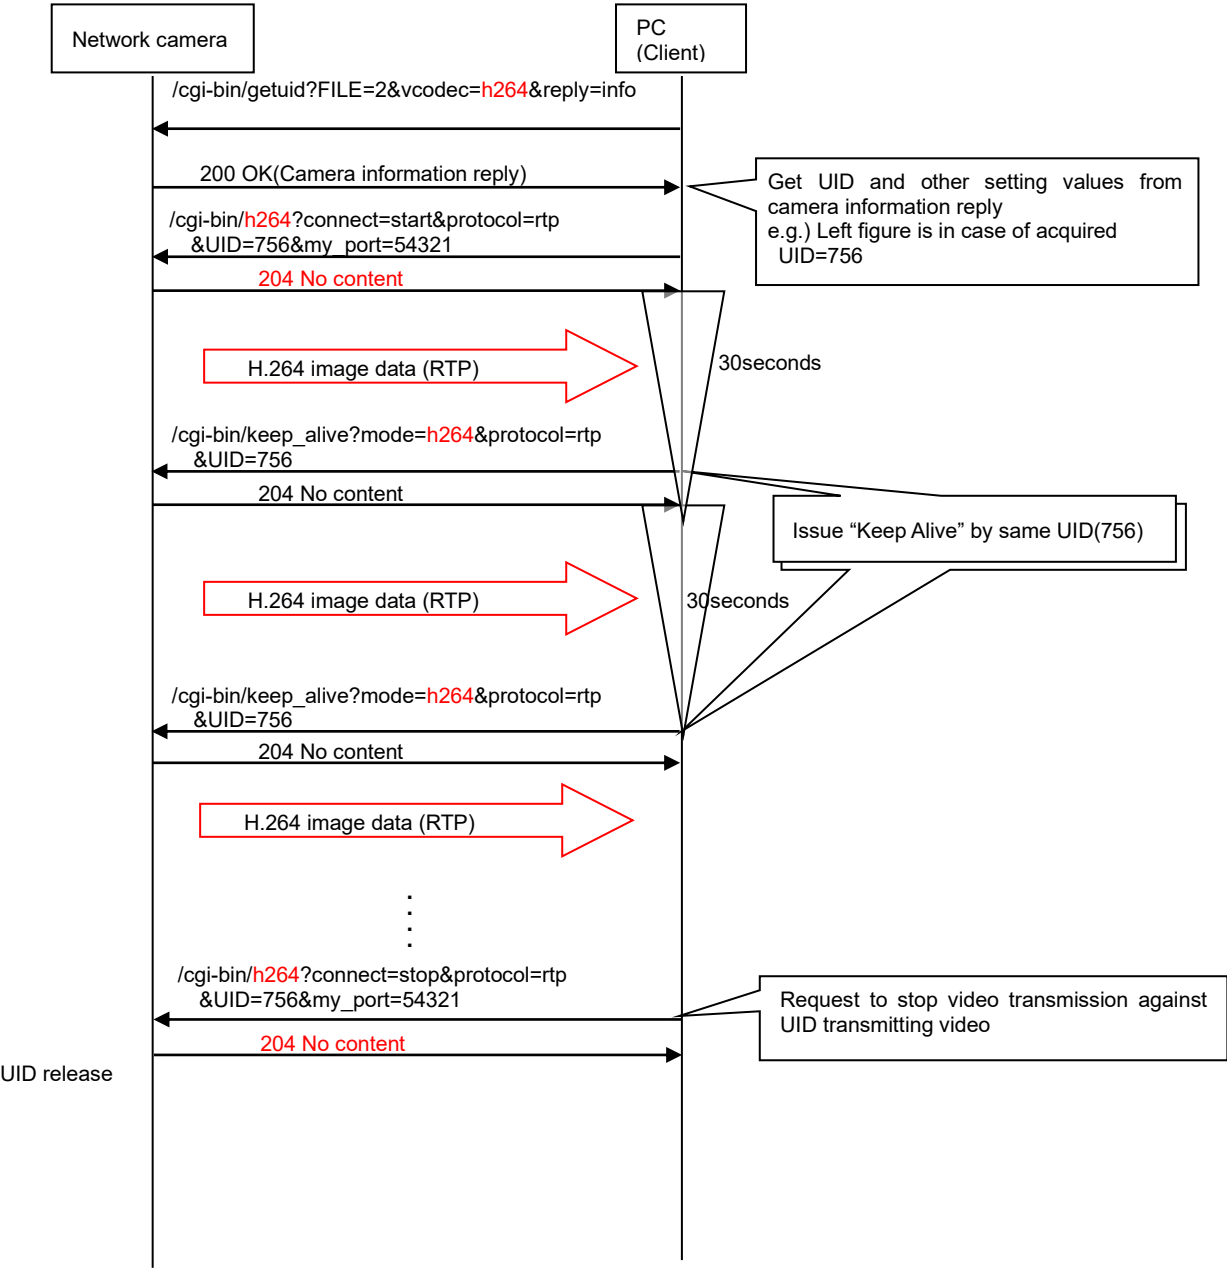 Network camera
PC
(Client)
/cgi-bin/getuid?FILE=2&vcodec=h264&reply=info
200 OK(Camera information reply)
Get UID and other setting values from
camera information reply
e.g.) Left figure is in case of acquired
UID=756
/cgi-bin/h264?connect=start&protocol=rtp
&UID=756&my_port=54321
204 No content
H.264 image data (RTP)
30seconds
/cgi-bin/keep_alive?mode=h264&protocol=rtp
&UID=756
204 No content
Issue “Keep Alive” by same UID(756)
H.264 image data (RTP)
30seconds
/cgi-bin/keep_alive?mode=h264&protocol=rtp
&UID=756
204 No content
H.264 image data (RTP)
/cgi-bin/h264?connect=stop&protocol=rtp
&UID=756&my_port=54321
Request to stop video transmission against
UID transmitting video
204 No content
UID release